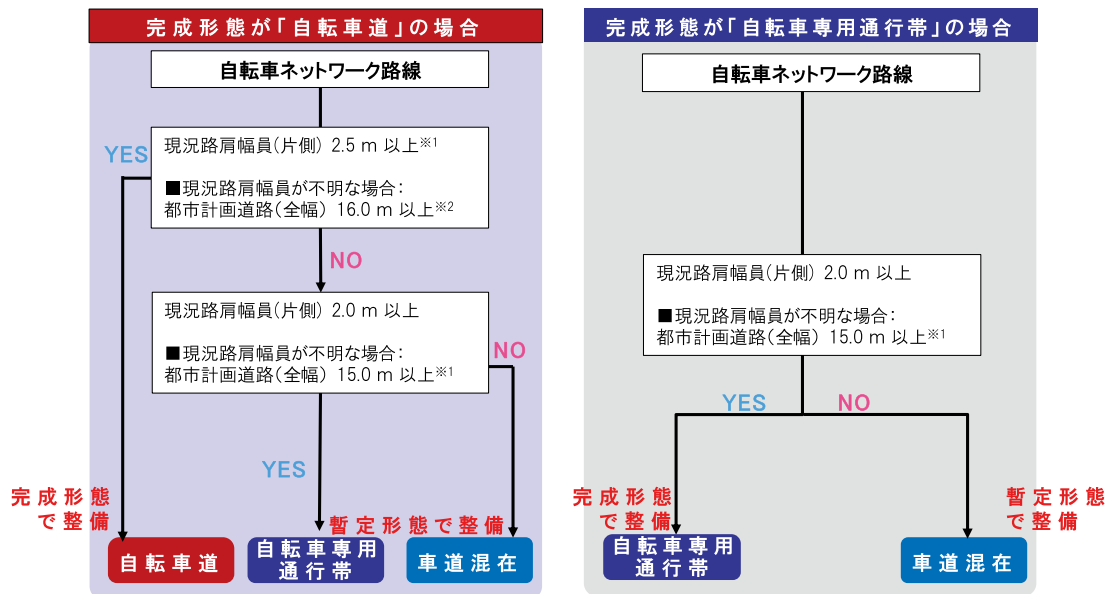 完成形態が「自転車道」の場合
自転車ネットワーク路線
現況路肩幅員(片側) 2.5 m 以上※1
■現況路肩幅員が不明な場合:
都市計画道路(全幅) 16.0 m 以上※2
YES
NO
現況路肩幅員(片側) 2.0 m 以上
■現況路肩幅員が不明な場合:
都市計画道路(全幅) 15.0 m 以上※1
NO
YES
完成形態
で整備
暫定形態で整備
自転車道
自転車専用
通行帯
車道混在
完成形態が「自転車専用通行帯」の場合
自転車ネットワーク路線
現況路肩幅員(片側) 2.0 m 以上
■現況路肩幅員が不明な場合:
都市計画道路(全幅) 15.0 m 以上※1
YES
NO
完成形態
で整備
暫定形態
で整備
自転車専用
通行帯
車道混在